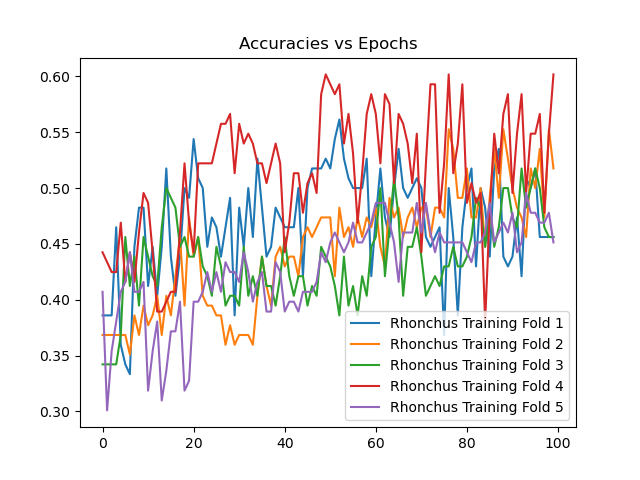 Accuracies vs Epochs
0.60
0.55
0.50
0.45
0.40
0.35
0.30
0 20 40 60 80 100
Rhonchus Training Fold 1
Rhonchus Training Fold 2
Rhonchus Training Fold 3
Rhonchus Training Fold 4
Rhonchus Training Fold 5